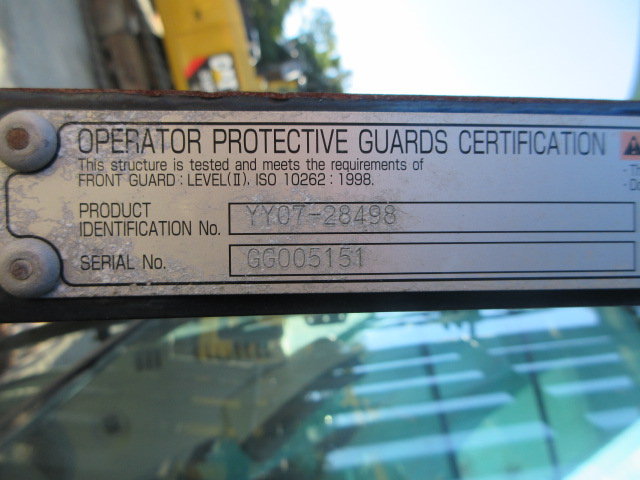 OPERATOR PROTECTIVE GUARDS CERTIFICATION
This structure is tested and meets the requirements of
FRONT GUARD : LEVEL(II), ISO 10262 : 1998.
PRODUCT
IDENTIFICATION No. YY07-28498
SERIAL No. GG005151